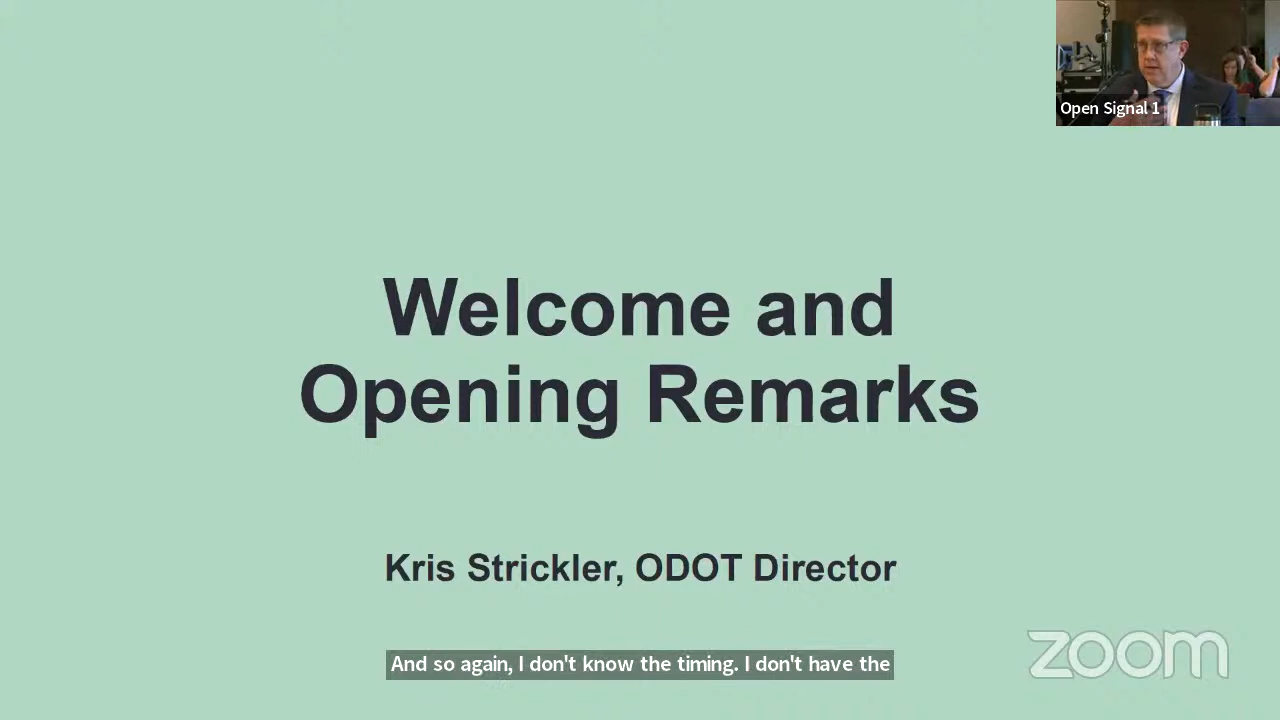 Open Signal 1
Welcome and
Opening Remarks
Kris Strickler, ODOT Director
And so again, I don't know the timing. I don't have the
zoom